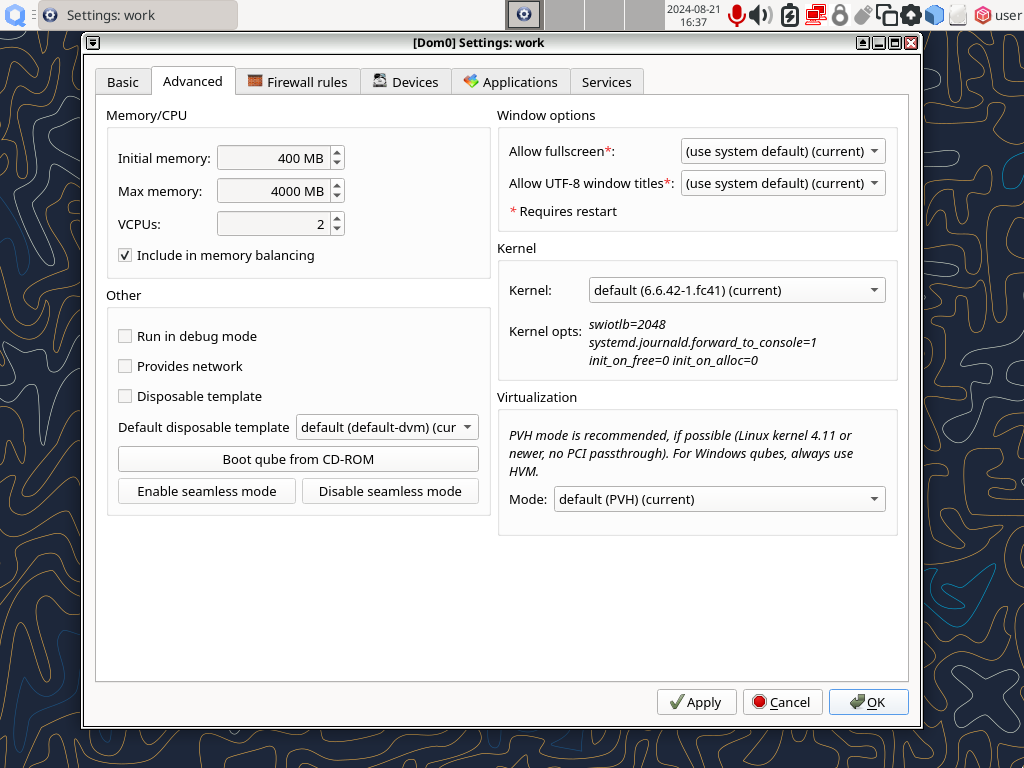 Settings: work
2024-08-21
16:37
user
[Dom0] Settings: work
Basic
Advanced
Firewall rules
Devices
Applications
Services
Memory/CPU
Initial memory: 400 MB
Max memory: 4000 MB
VCPUs: 2
Include in memory balancing
Other
Run in debug mode
Provides network
Disposable template
Default disposable template default (default-dvm) (cur
Boot qube from CD-ROM
Enable seamless mode
Disable seamless mode
Window options
Allow fullscreen*: (use system default) (current)
Allow UTF-8 window titles*: (use system default) (current)
* Requires restart
Kernel
Kernel: default (6.6.42-1.fc41) (current)
Kernel opts: swiotlb=2048
systemd.journald.forward_to_console=1
init_on_free=0 init_on_alloc=0
Virtualization
PVH mode is recommended, if possible (Linux kernel 4.11 or
newer, no PCI passthrough). For Windows qubes, always use
HVM.
Mode: default (PVH) (current)
Apply
Cancel
OK